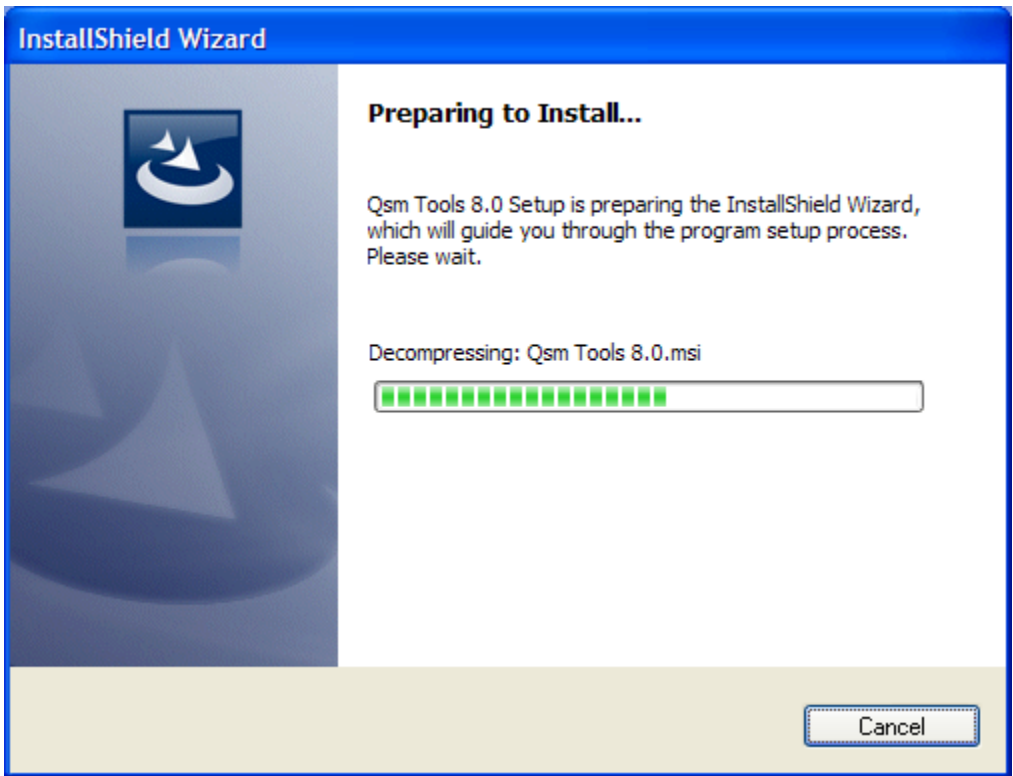 InstallShield Wizard
Preparing to Install...
Qsm Tools 8.0 Setup is preparing the InstallShield Wizard,
which will guide you through the program setup process.
Please wait.
Decompressing: Qsm Tools 8.0.msi
Cancel